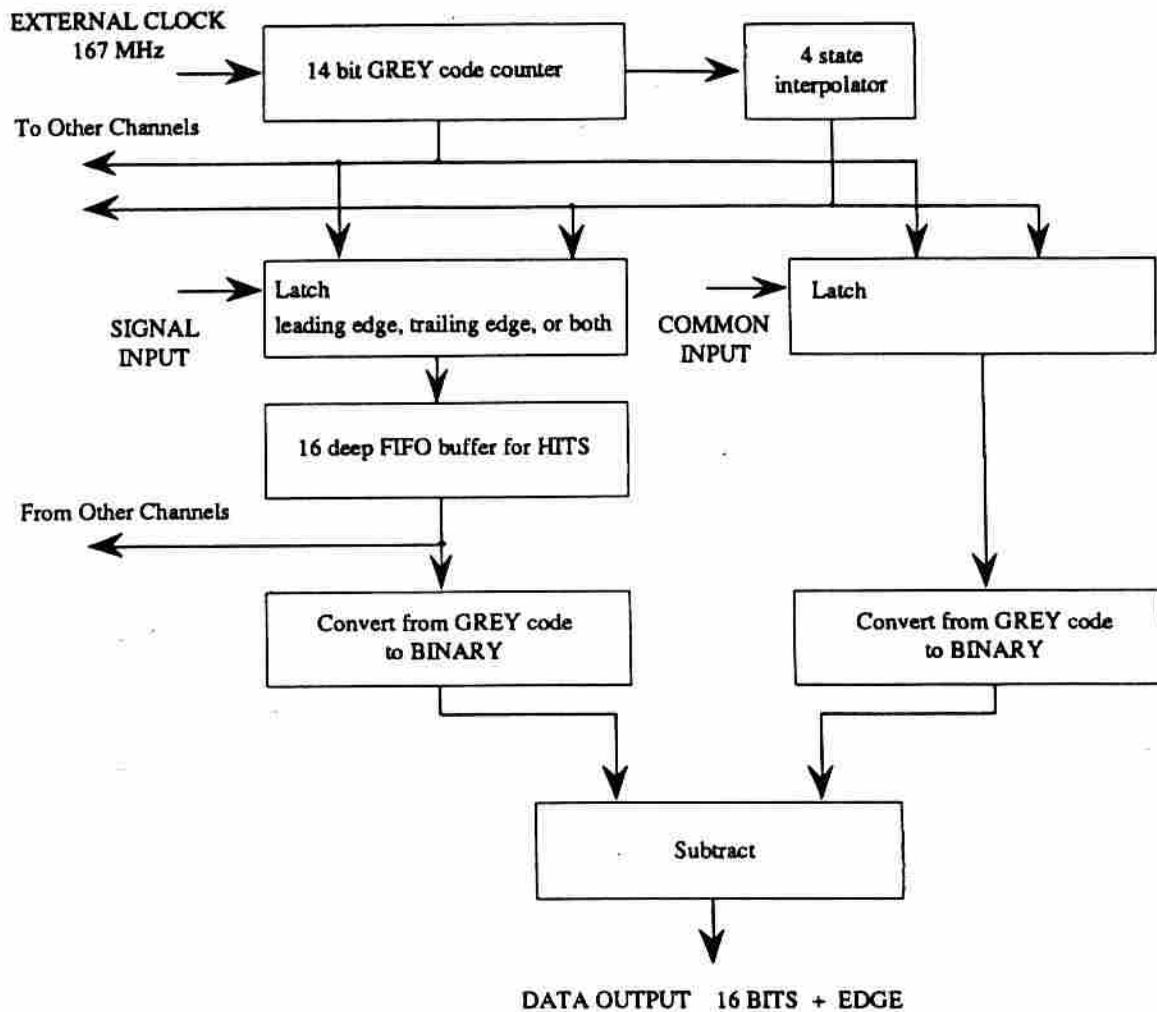 EXTERNAL CLOCK
167 MHz
14 bit GREY code counter
4 state
interpolator
To Other Channels
Latch
leading edge, trailing edge, or both
SIGNAL
INPUT
COMMON
INPUT
Latch
16 deep FIFO buffer for HITS
From Other Channels
Convert from GREY code
to BINARY
Convert from GREY code
to BINARY
Subtract
DATA OUTPUT 16 BITS + EDGE